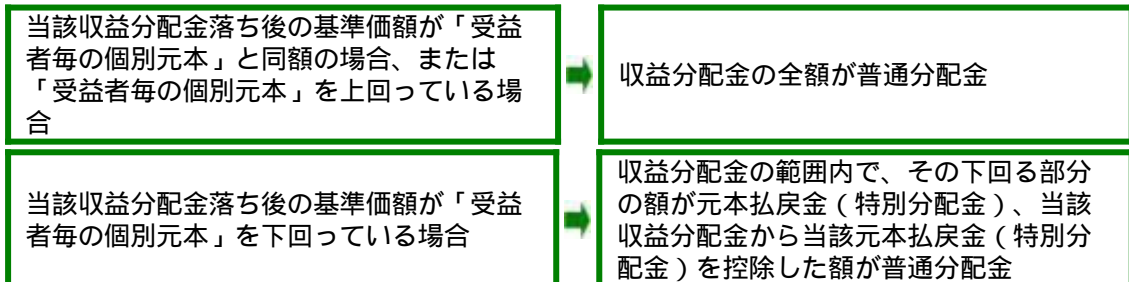 当該収益分配金落ち後の基準価額が「受益
者毎の個別元本」と同額の場合、または
「受益者毎の個別元本」を上回っている場
合
収益分配金の全額が普通分配金
当該収益分配金落ち後の基準価額が「受益
者毎の個別元本」を下回っている場合
収益分配金の範囲内で、その下回る部分
の額が元本払戻金（特別分配金）、当該
収益分配金から当該元本払戻金（特別分
配金）を控除した額が普通分配金